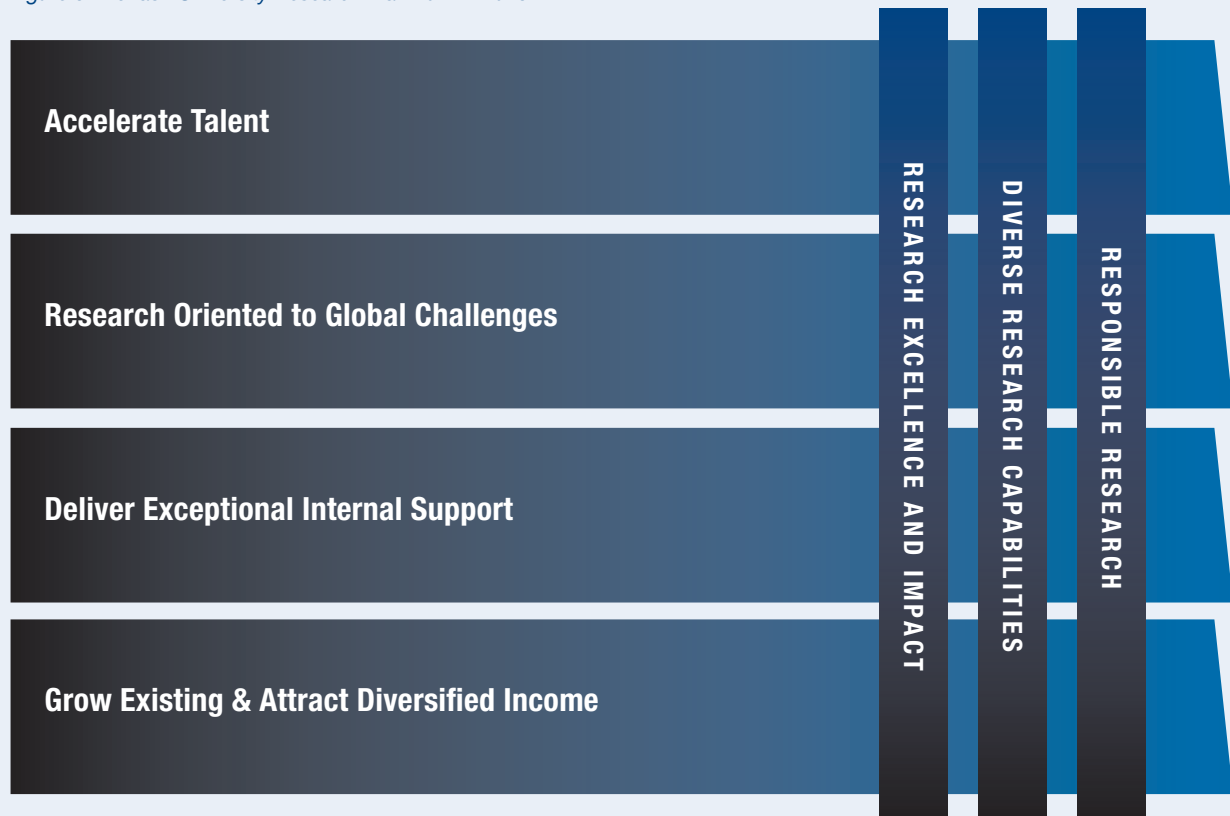 Accelerate Talent
Research Oriented to Global Challenges
Deliver Exceptional Internal Support
Grow Existing & Attract Diversified Income
RESEARCH EXCELLENCE AND IMPACT
DIVERSE RESEARCH CAPABILITIES
RESPONSIBLE RESEARCH